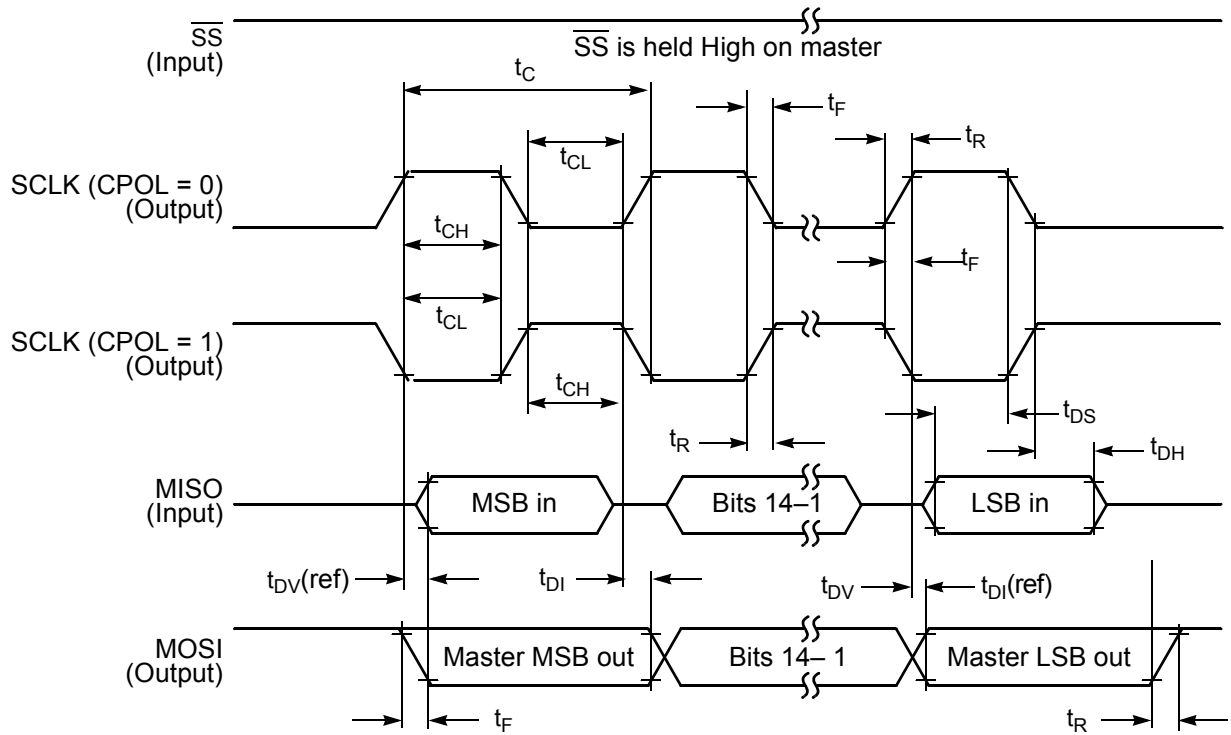 SS
(Input)
SS is held High on master
tC
tF
tR
tCL
SCLK (CPOL = 0)
(Output)
tCH
tF
tCL
SCLK (CPOL = 1)
(Output)
tCH
tDS
tR
tDH
MISO
(Input)
MSB in
Bits 14–1
LSB in
tDV(ref)
tDI
tDV
tDI(ref)
MOSI
(Output)
Master MSB out
Bits 14– 1
Master LSB out
tF
tR